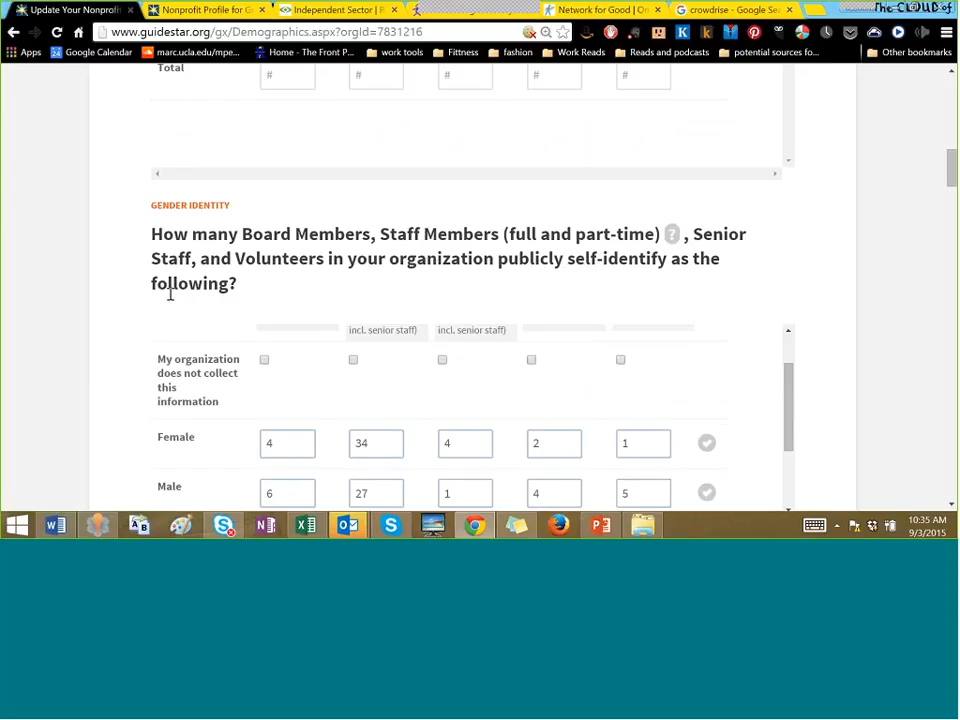 Update Your Nonprofi × Nonprofit Profile for G × Independent Sector | R × Network for Good | On × crowdrise - Google Se × The CLOUD of
www.guidestar.org/gx/Demographics.aspx?orgId=7831216
Apps Google Calendar marc.ucla.edu/mpe... Home - The Front P... work tools Fittness fashion Work Reads Reads and podcasts potential sources fo... Other bookmarks
Total # # # # #
GENDER IDENTITY
How many Board Members, Staff Members (full and part-time) ? , Senior
Staff, and Volunteers in your organization publicly self-identify as the
following?
incl. senior staff) incl. senior staff)
My organization
does not collect
this
information
Female 4 34 4 2 1
Male 6 27 1 4 5
10:35 AM
9/3/2015